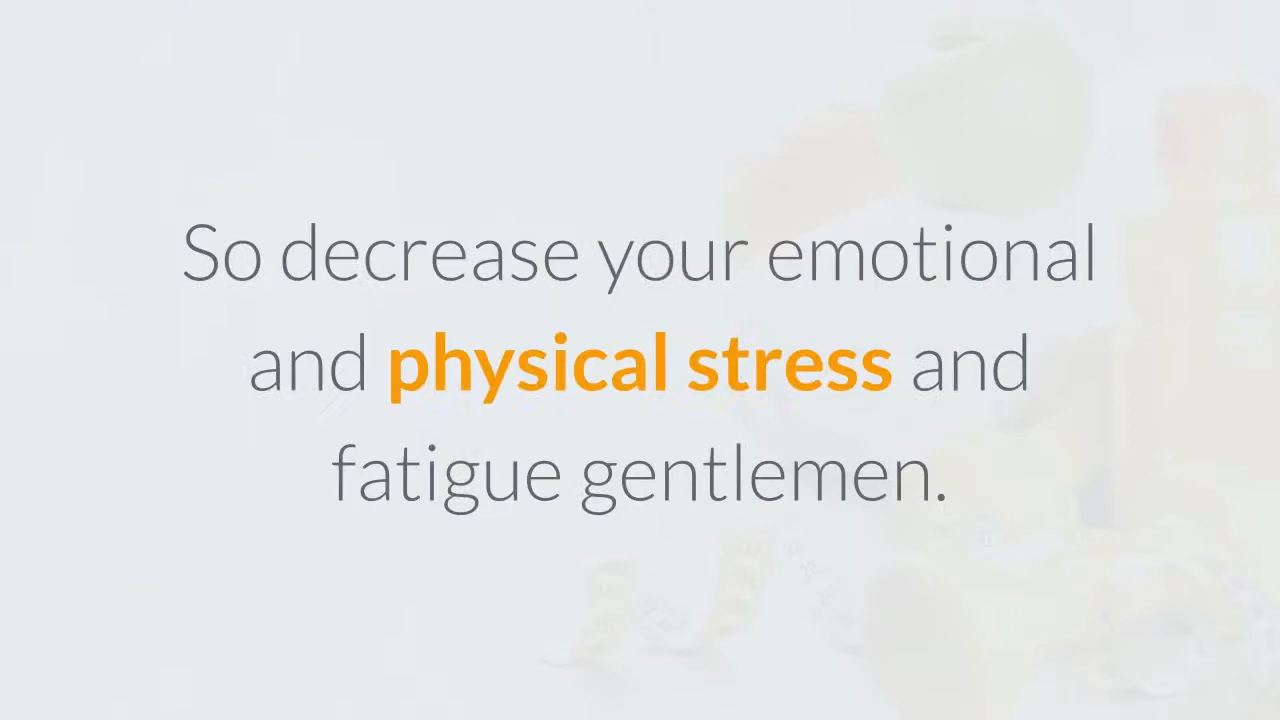 So decrease your emotional
and physical stress and
fatigue gentlemen.